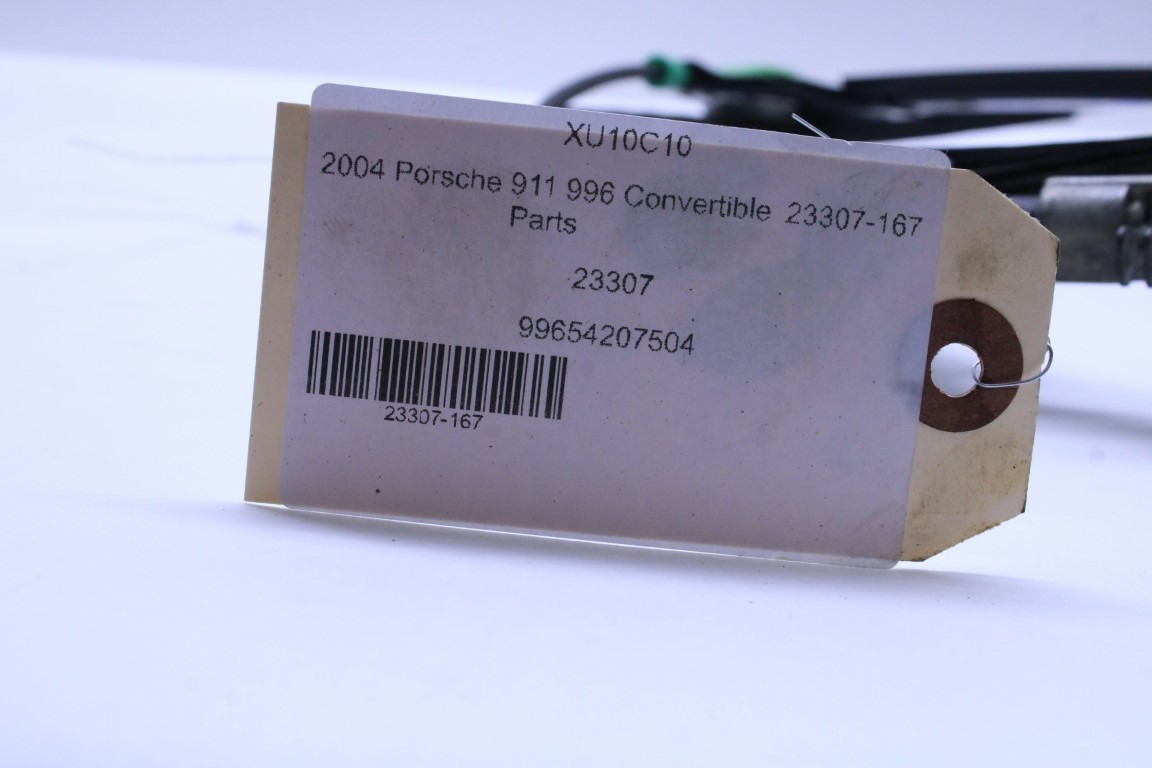 XU10C10
2004 Porsche 911 996 Convertible 23307-167
Parts
23307
99654207504
23307-167